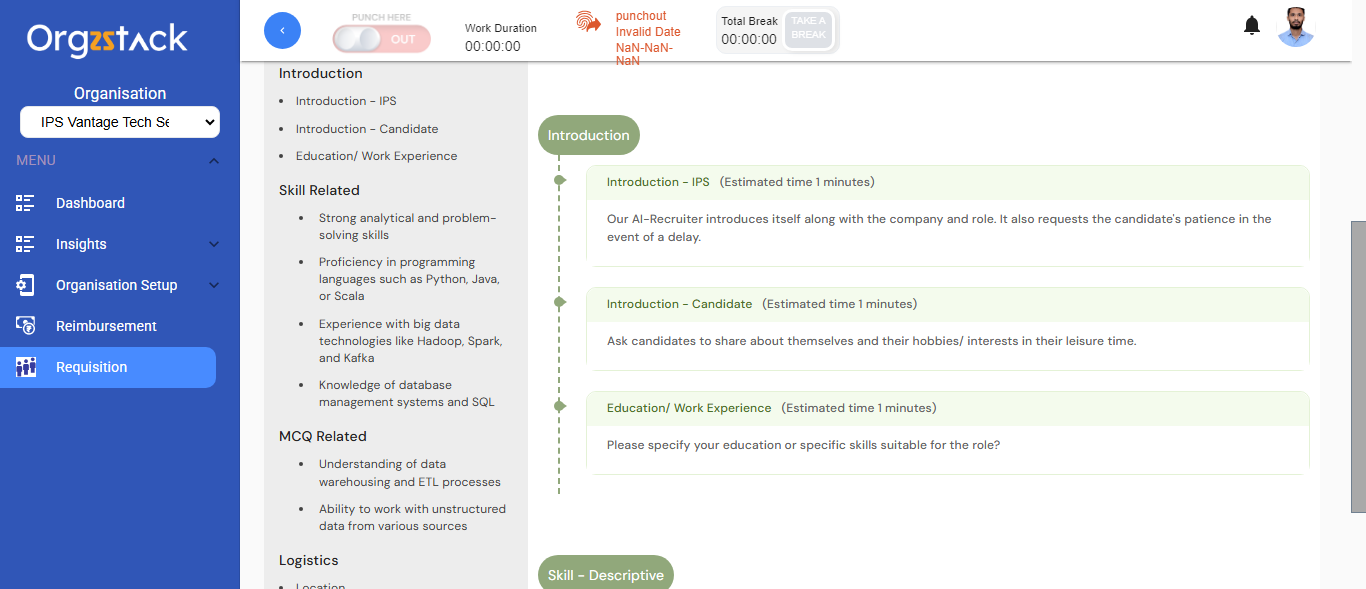 Orgzstack
Organisation
IPS Vantage Tech Se
MENU
Dashboard
Insights
Organisation Setup
Reimbursement
Requisition
PUNCH HERE
OUT
Work Duration
00:00:00
punchout
Invalid Date
NaN-NaN-
NaN
Total Break
00:00:00
TAKE A
BREAK
Introduction
• Introduction - IPS
• Introduction - Candidate
• Education/ Work Experience
Skill Related
• Strong analytical and problem-
solving skills
• Proficiency in programming
languages such as Python, Java,
or Scala
• Experience with big data
technologies like Hadoop, Spark,
and Kafka
• Knowledge of database
management systems and SQL
MCQ Related
• Understanding of data
warehousing and ETL processes
• Ability to work with unstructured
data from various sources
Logistics
• Location
Introduction
Introduction - IPS (Estimated time 1 minutes)
Our AI-Recruiter introduces itself along with the company and role. It also requests the candidate's patience in the
event of a delay.
Introduction - Candidate (Estimated time 1 minutes)
Ask candidates to share about themselves and their hobbies/ interests in their leisure time.
Education/ Work Experience (Estimated time 1 minutes)
Please specify your education or specific skills suitable for the role?
Skill - Descriptive